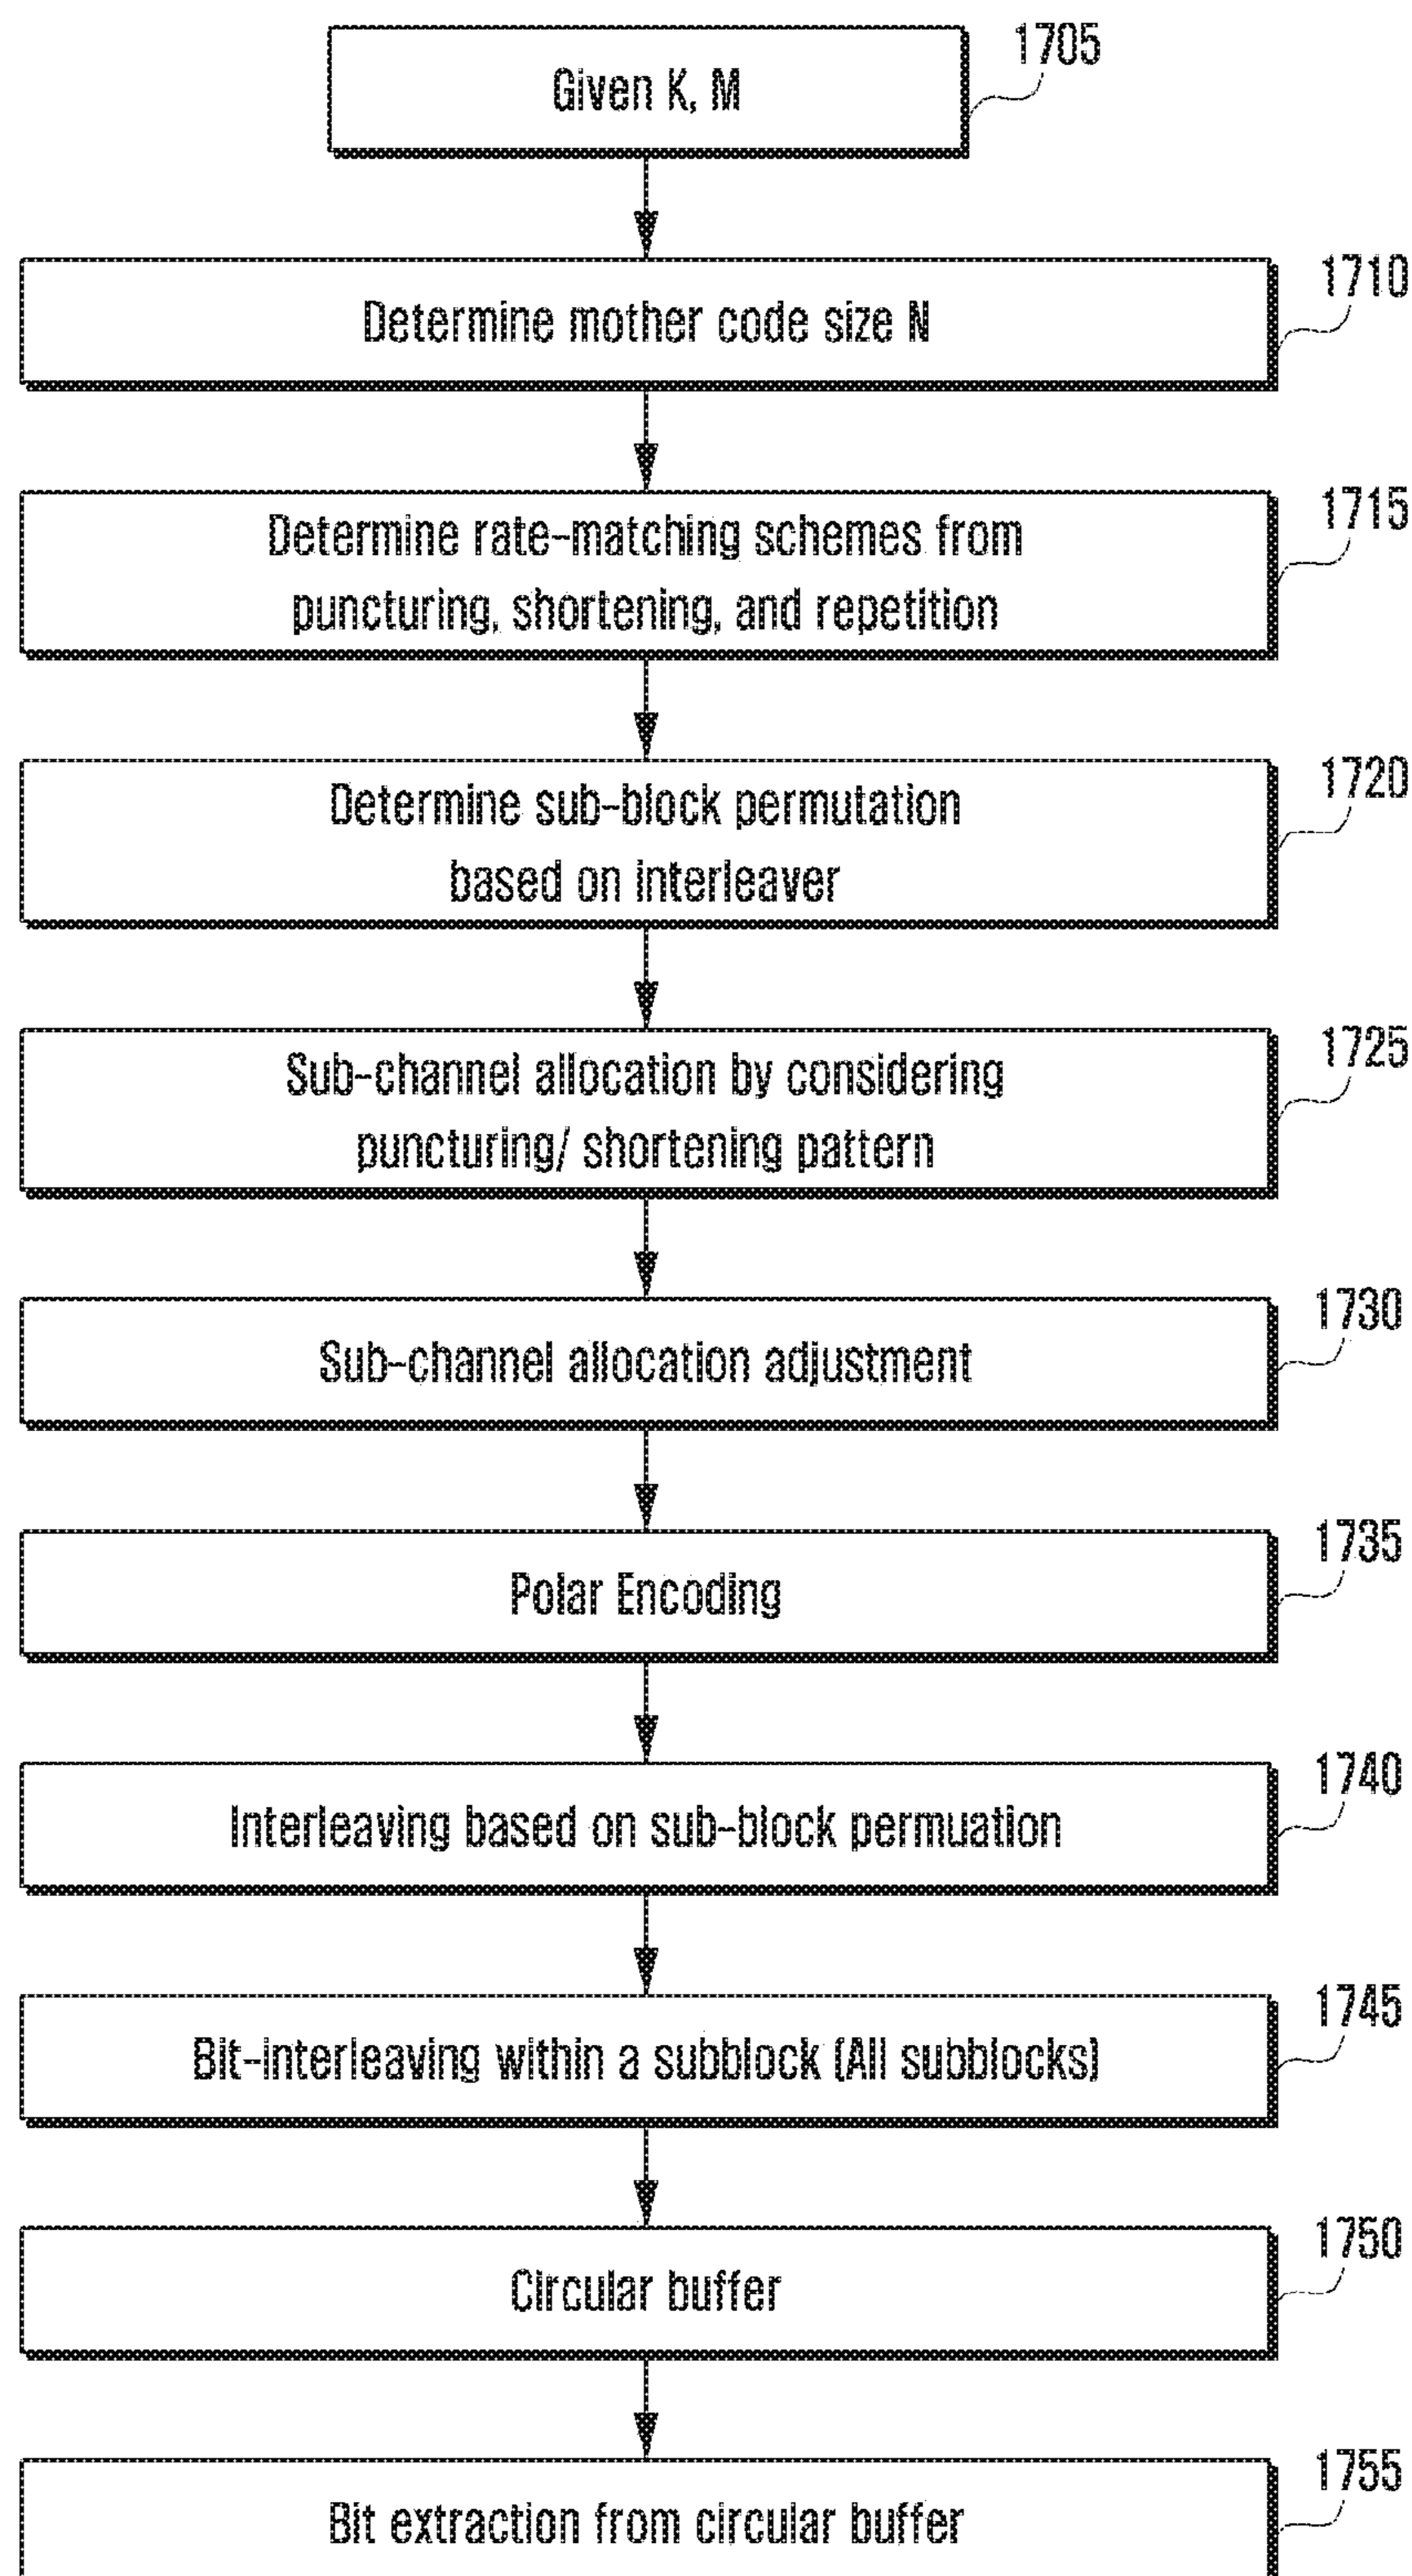 Given K, M
1705
Determine mother code size N
1710
Determine rate-matching schemes from
puncturing, shortening, and repetition
1715
Determine sub-block permutation
based on interleaver
1720
Sub-channel allocation by considering
puncturing/ shortening pattern
1725
Sub-channel allocation adjustment
1730
Polar Encoding
1735
Interleaving based on sub-block permuation
1740
Bit-interleaving within a subblock (All subblocks)
1745
Circular buffer
1750
Bit extraction from circular buffer
1755